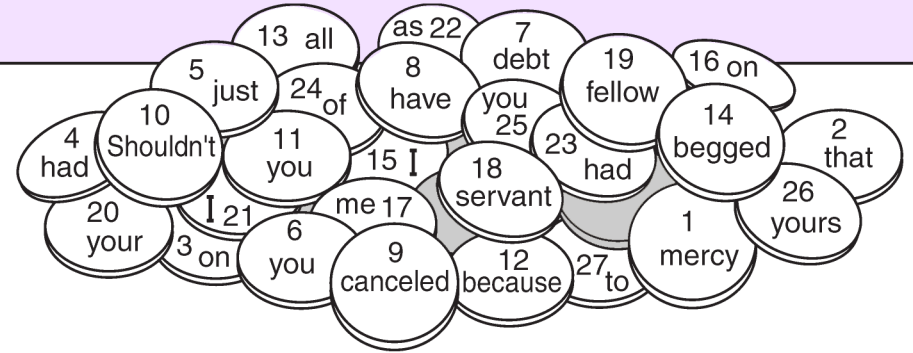 13 all
as 22
7
debt
19
fellow
16 on
5
just
24 of
8
have
you
25
14
begged
4
had
10
Shouldn't
11
you
15 I
23
had
2
that
18
servant
20
your
I 21
me 17
26
yours
3 on
6
you
9
canceled
12
because
27 to
1
mercy